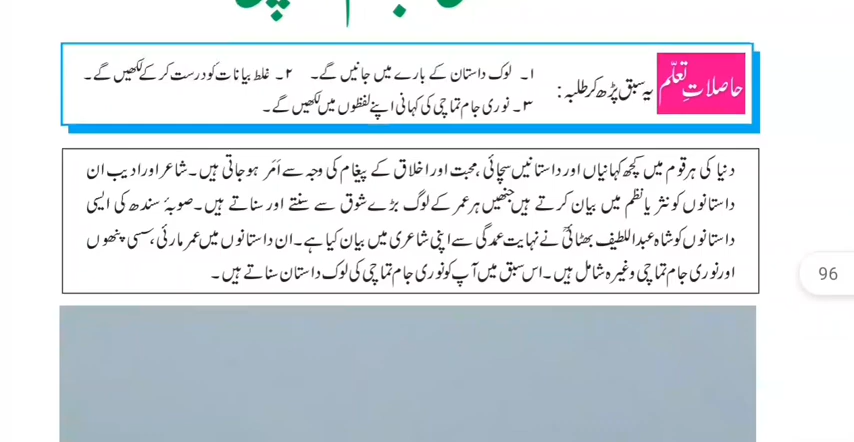 حاصلاتِ تعلّم
یہ سبق پڑھ کر طلبہ :
۱۔ لوک داستان کے بارے میں جانیں گے۔ ۲۔ غلط بیانات کو درست کر کے لکھیں گے۔
۳۔ نوری جام تماچی کی کہانی اپنے لفظوں میں لکھیں گے۔
دنیا کی ہر قوم میں کچھ کہانیاں اور داستانیں سچائی، محبت اور اخلاق کے پیغام کی وجہ سے اَمَر ہو جاتی ہیں۔ شاعر اور ادیب ان
داستانوں کو نثر یا نظم میں بیان کرتے ہیں جنھیں ہر عمر کے لوگ بڑے شوق سے سنتے اور سناتے ہیں۔ صوبۂ سندھ کی ایسی
داستانوں کو شاہ عبداللطیف بھٹائیؒ نے نہایت عمدگی سے اپنی شاعری میں بیان کیا ہے۔ ان داستانوں میں عمر مارئی، سسی پنھوں
اور نوری جام تماچی وغیرہ شامل ہیں۔ اس سبق میں آپ کو نوری جام تماچی کی لوک داستان سناتے ہیں۔
96